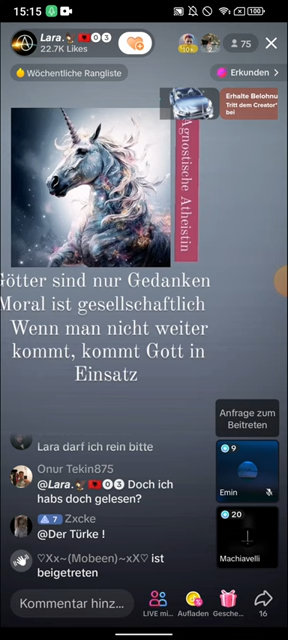 15:15
100
Lara.
03
22.7K Likes
75
Wöchentliche Rangliste
Erkunden >
Erhalte Belohnu
Tritt dem Creator'
bei
Agnostische Atheistin
Götter sind nur Gedanken
Moral ist gesellschaftlich
Wenn man nicht weiter
kommt, kommt Gott in
Einsatz
Anfrage zum
Beitreten
Lara darf ich rein bitte
9
Emin
Onur Tekin875
@Lara. 03 Doch ich
habs doch gelesen?
7 Zxcke
@Der Türke !
20
Machiavelli
♡Xx~(Mobeen)~xX♡ ist
beigetreten
Kommentar hinz...
LIVE mi...
Aufladen
Gesche...
16